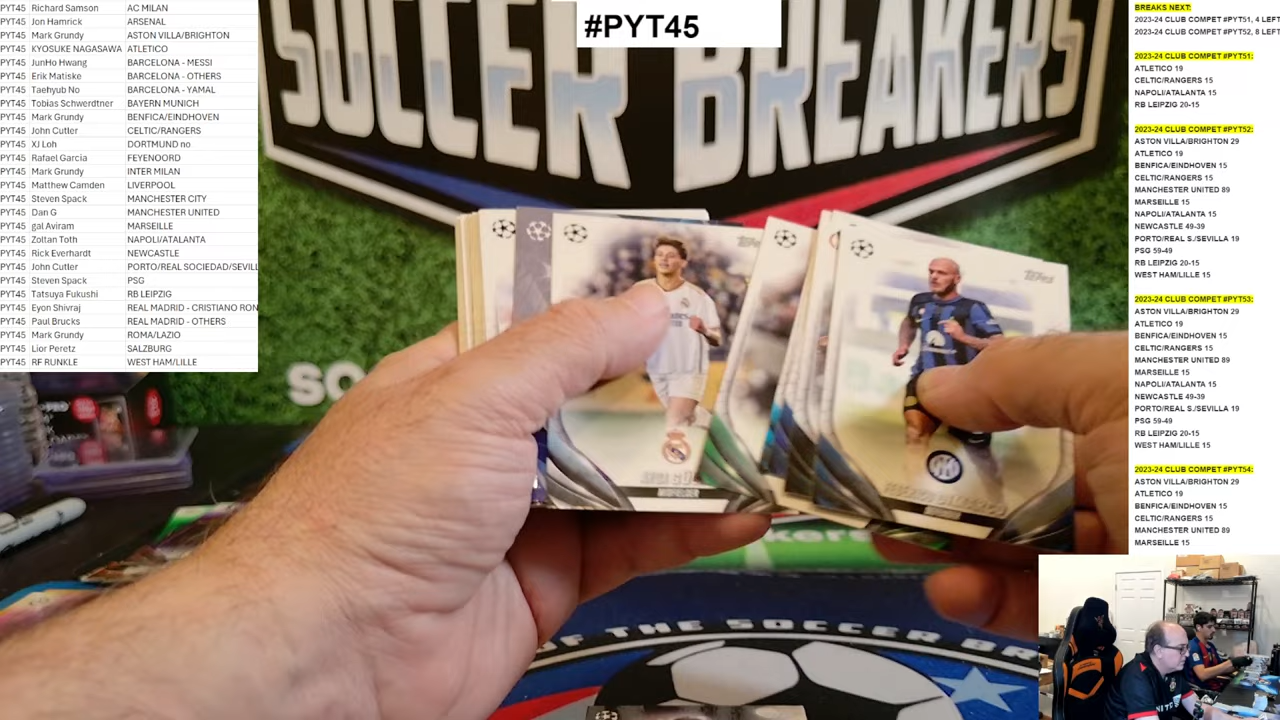 #PYT45
PYT45 Richard Samson AC MILAN
PYT45 Jon Hamrick ARSENAL
PYT45 Mark Grundy ASTON VILLA/BRIGHTON
PYT45 KYOSUKE NAGASAWA ATLETICO
PYT45 JunHo Hwang BARCELONA - MESSI
PYT45 Erik Matiske BARCELONA - OTHERS
PYT45 Taehyub No BARCELONA - YAMAL
PYT45 Tobias Schwerdtner BAYERN MUNICH
PYT45 Mark Grundy BENFICA/EINDHOVEN
PYT45 John Cutler CELTIC/RANGERS
PYT45 XJ Loh DORTMUND no
PYT45 Rafael Garcia FEYENOORD
PYT45 Mark Grundy INTER MILAN
PYT45 Matthew Camden LIVERPOOL
PYT45 Steven Spack MANCHESTER CITY
PYT45 Dan G MANCHESTER UNITED
PYT45 gal Aviram MARSEILLE
PYT45 Zoltan Toth NAPOLI/ATALANTA
PYT45 Rick Everhardt NEWCASTLE
PYT45 John Cutler PORTO/REAL SOCIEDAD/SEVILL
PYT45 Steven Spack PSG
PYT45 Tatsuya Fukushi RB LEIPZIG
PYT45 Eyon Shivraj REAL MADRID - CRISTIANO RON
PYT45 Paul Brucks REAL MADRID - OTHERS
PYT45 Mark Grundy ROMA/LAZIO
PYT45 Lior Peretz SALZBURG
PYT45 RF RUNKLE WEST HAM/LILLE
SOCCER BREAKERS
SO
topps
OF THE SOCCER BR
BREAKS NEXT:
2023-24 CLUB COMPET #PYT51, 4 LEFT
2023-24 CLUB COMPET #PYT52, 8 LEFT
2023-24 CLUB COMPET #PYT51:
ATLETICO 19
CELTIC/RANGERS 15
NAPOLI/ATALANTA 15
RB LEIPZIG 20-15
2023-24 CLUB COMPET #PYT52:
ASTON VILLA/BRIGHTON 29
ATLETICO 19
BENFICA/EINDHOVEN 15
CELTIC/RANGERS 15
MANCHESTER UNITED 89
MARSEILLE 15
NAPOLI/ATALANTA 15
NEWCASTLE 49-39
PORTO/REAL S./SEVILLA 19
PSG 59-49
RB LEIPZIG 20-15
WEST HAM/LILLE 15
2023-24 CLUB COMPET #PYT53:
ASTON VILLA/BRIGHTON 29
ATLETICO 19
BENFICA/EINDHOVEN 15
CELTIC/RANGERS 15
MANCHESTER UNITED 89
MARSEILLE 15
NAPOLI/ATALANTA 15
NEWCASTLE 49-39
PORTO/REAL S./SEVILLA 19
PSG 59-49
RB LEIPZIG 20-15
WEST HAM/LILLE 15
2023-24 CLUB COMPET #PYT54:
ASTON VILLA/BRIGHTON 29
ATLETICO 19
BENFICA/EINDHOVEN 15
CELTIC/RANGERS 15
MANCHESTER UNITED 89
MARSEILLE 15